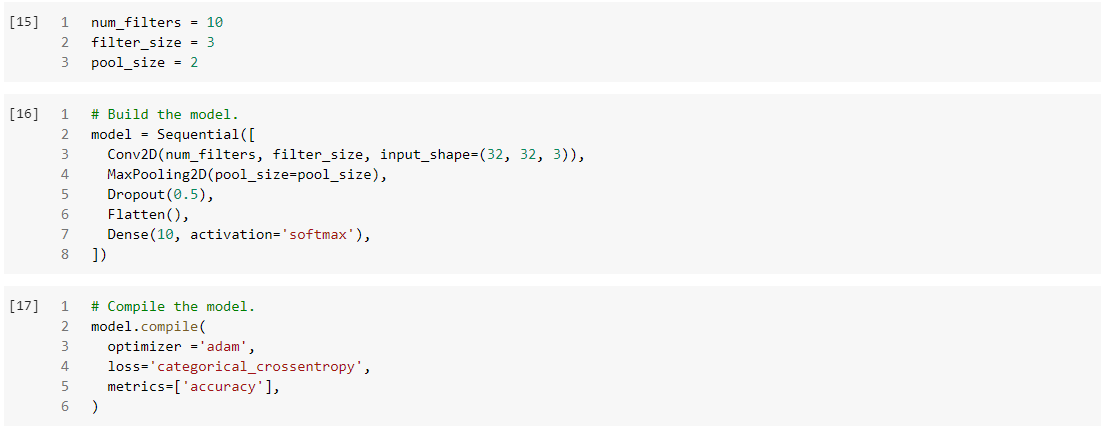 [15] 1 num_filters = 10
2 filter_size = 3
3 pool_size = 2
[16] 1 # Build the model.
2 model = Sequential([
3   Conv2D(num_filters, filter_size, input_shape=(32, 32, 3)),
4   MaxPooling2D(pool_size=pool_size),
5   Dropout(0.5),
6   Flatten(),
7   Dense(10, activation='softmax'),
8 ])
[17] 1 # Compile the model.
2 model.compile(
3   optimizer ='adam',
4   loss='categorical_crossentropy',
5   metrics=['accuracy'],
6 )